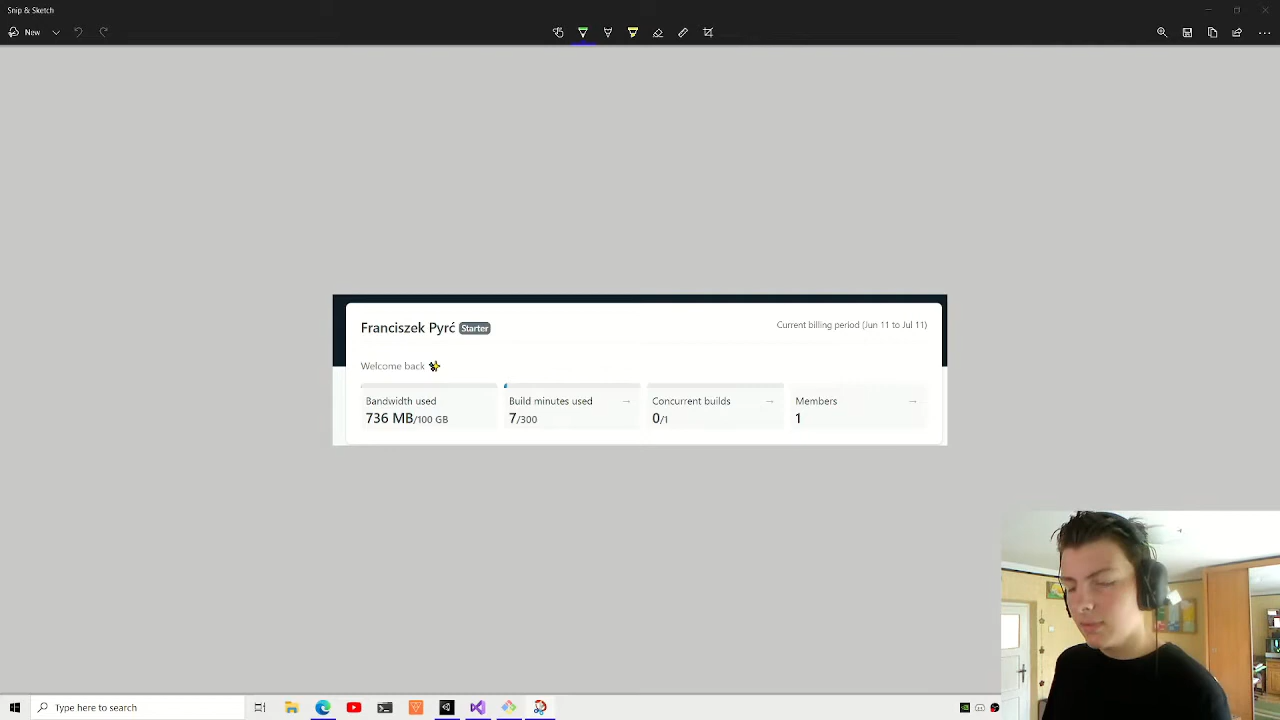 Snip & Sketch
New
Franciszek Pyrć Starter
Current billing period (Jun 11 to Jul 11)
Welcome back ✨
Bandwidth used
736 MB/100 GB
Build minutes used →
7/300
Concurrent builds →
0/1
Members →
1
Type here to search